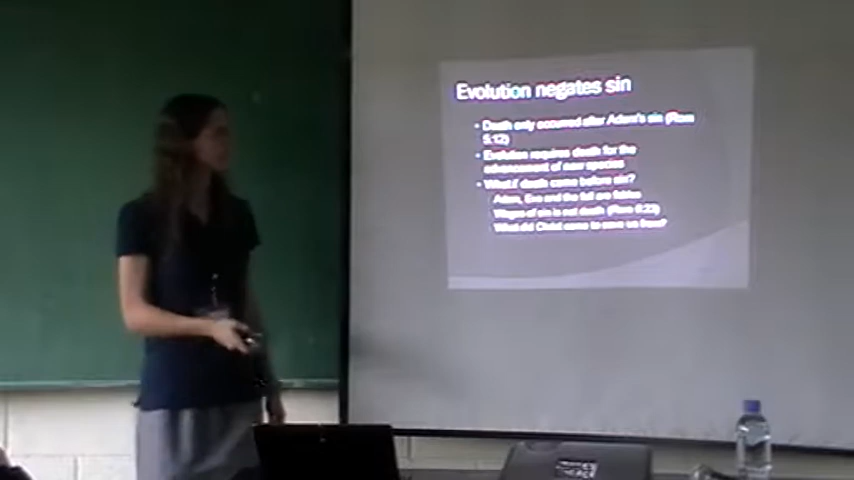 Evolution negates sin
• Death only occurred after Adam's sin (Rom
5:12)
• Evolution requires death for the
advancement of new species
• What if death came before sin?
Adam, Eve and the fall are fables
Wages of sin is not death (Rom 6:23)
What did Christ come to save us from?